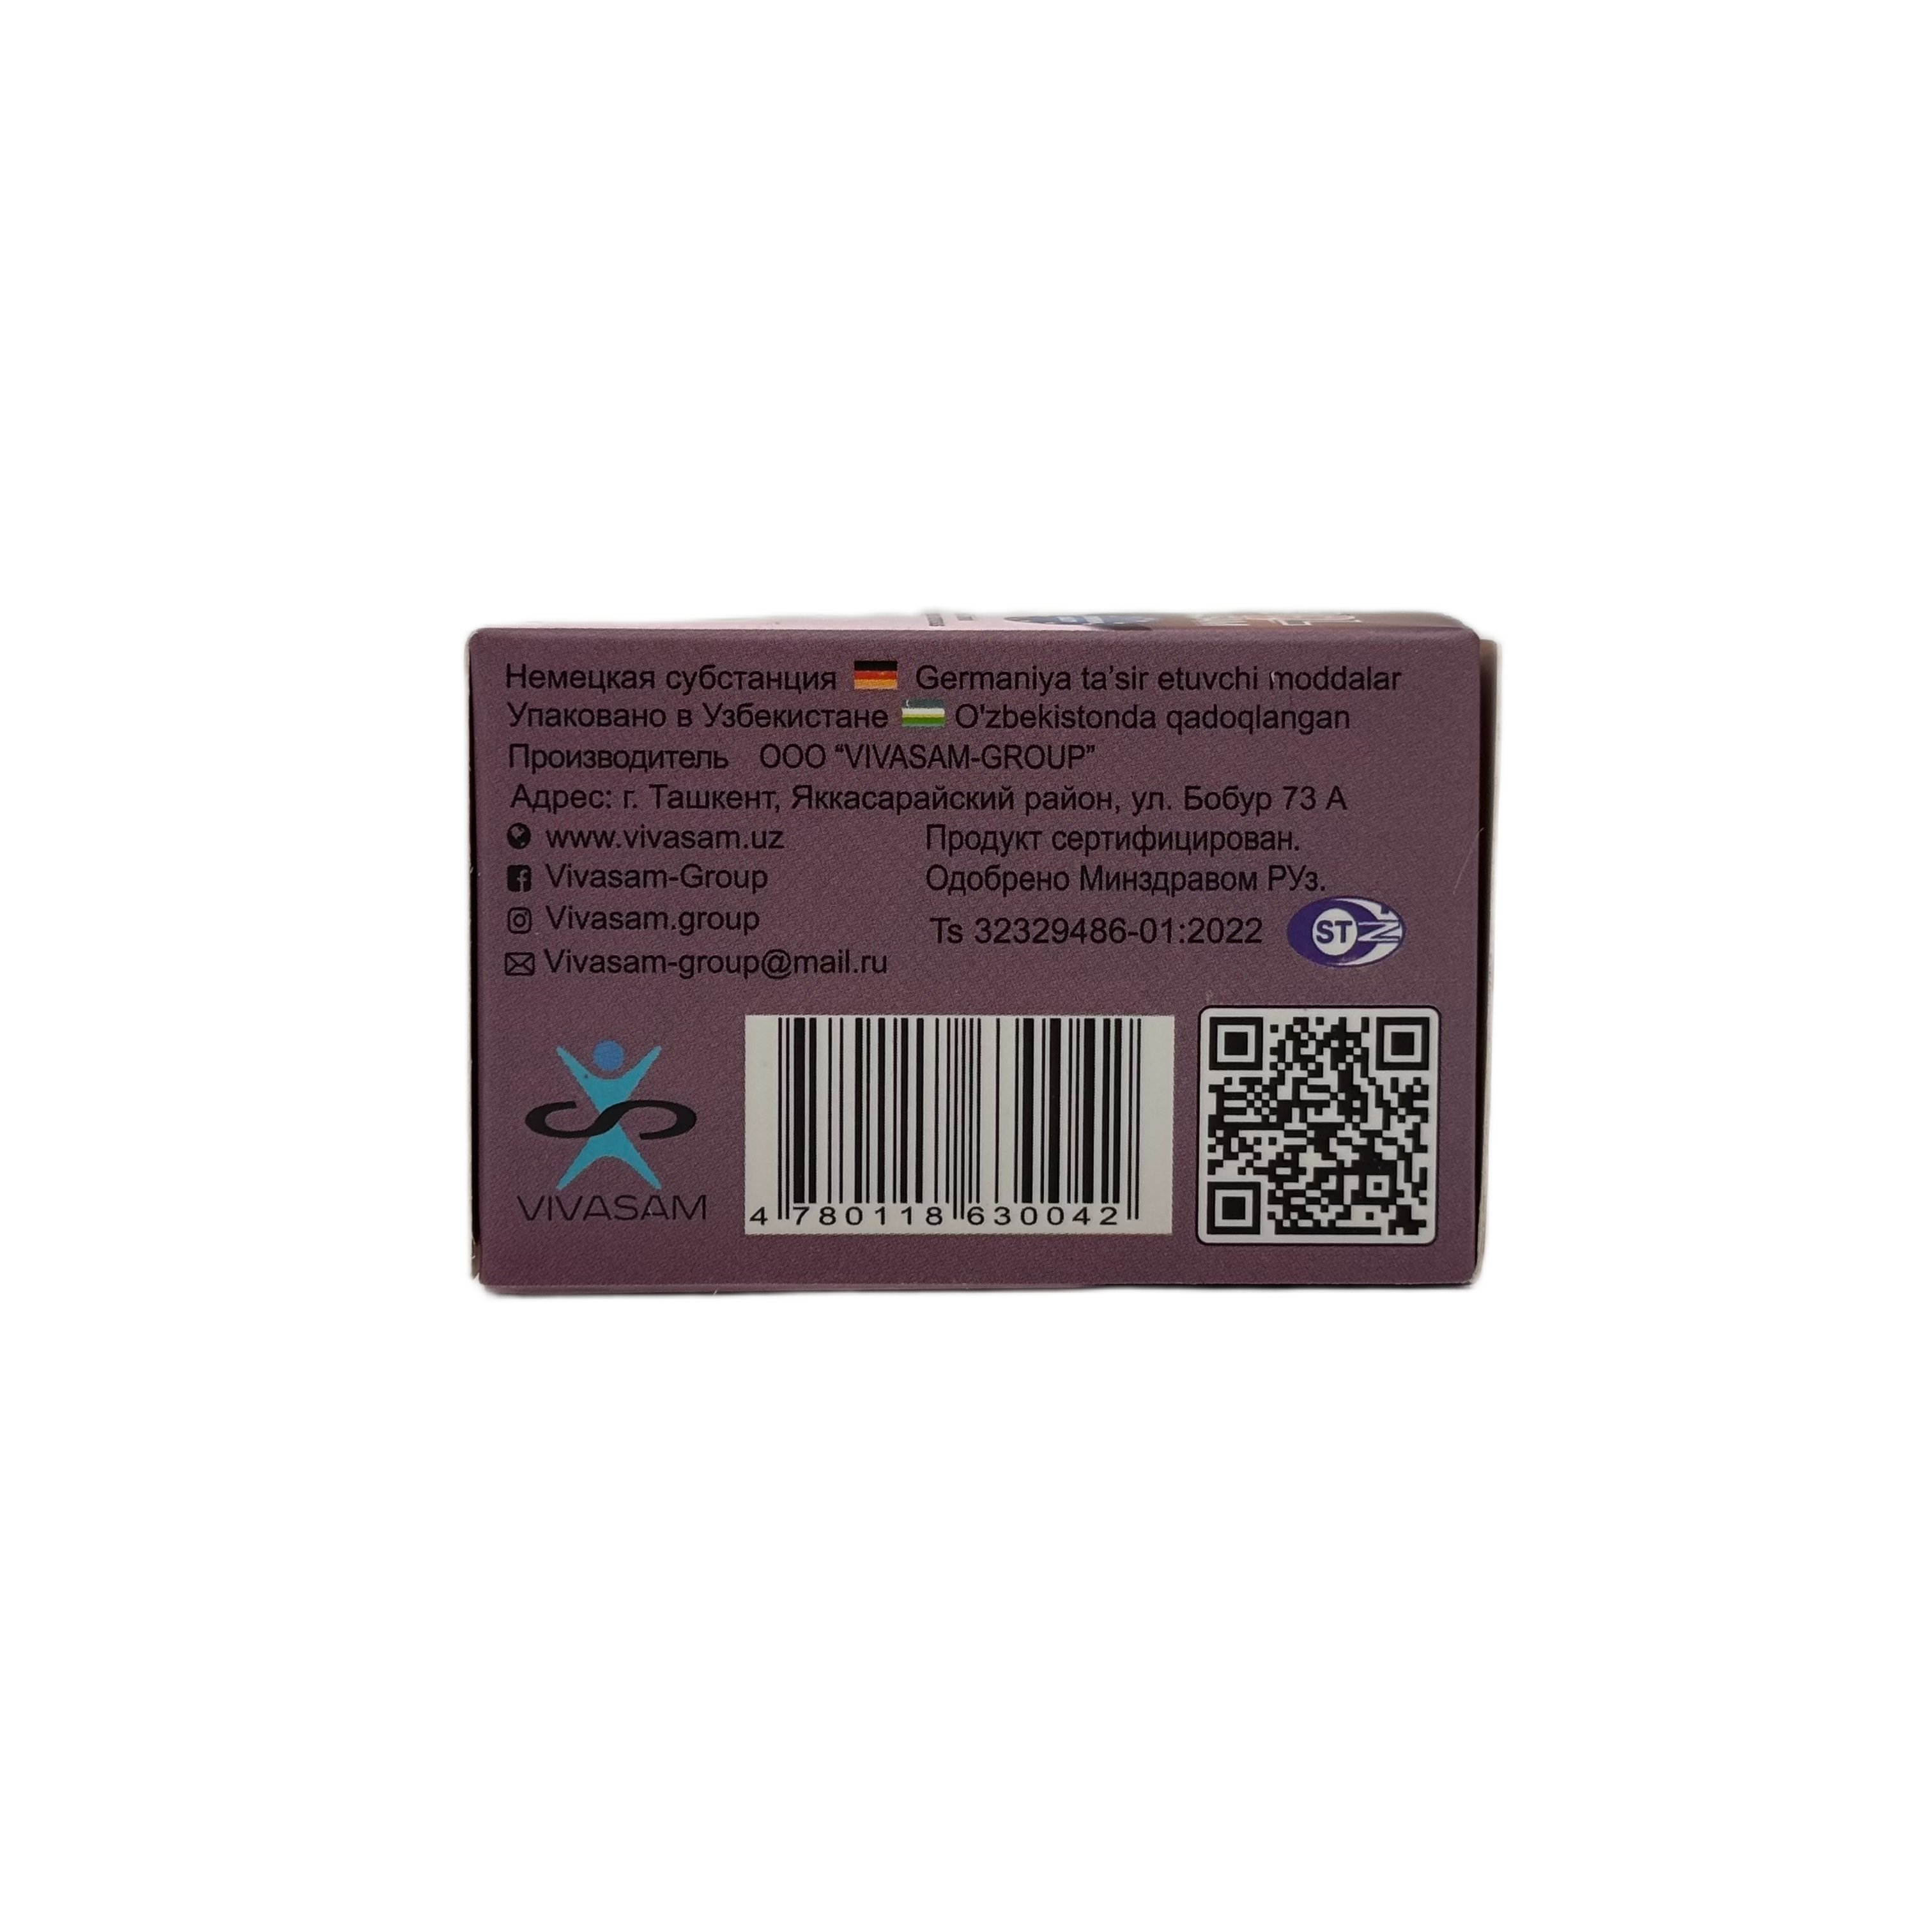 Немецкая субстанция Germaniya ta’sir etuvchi moddalar
Упаковано в Узбекистане O'zbekistonda qadoqlangan
Производитель ООО “VIVASAM-GROUP”
Адрес: г. Ташкент, Яккасарайский район, ул. Бобур 73 А
www.vivasam.uz
Vivasam-Group
Vivasam.group
Vivasam-group@mail.ru
Продукт сертифицирован.
Одобрено Минздравом РУз.
Ts 32329486-01:2022
ST
VIVASAM
4 780118 630042